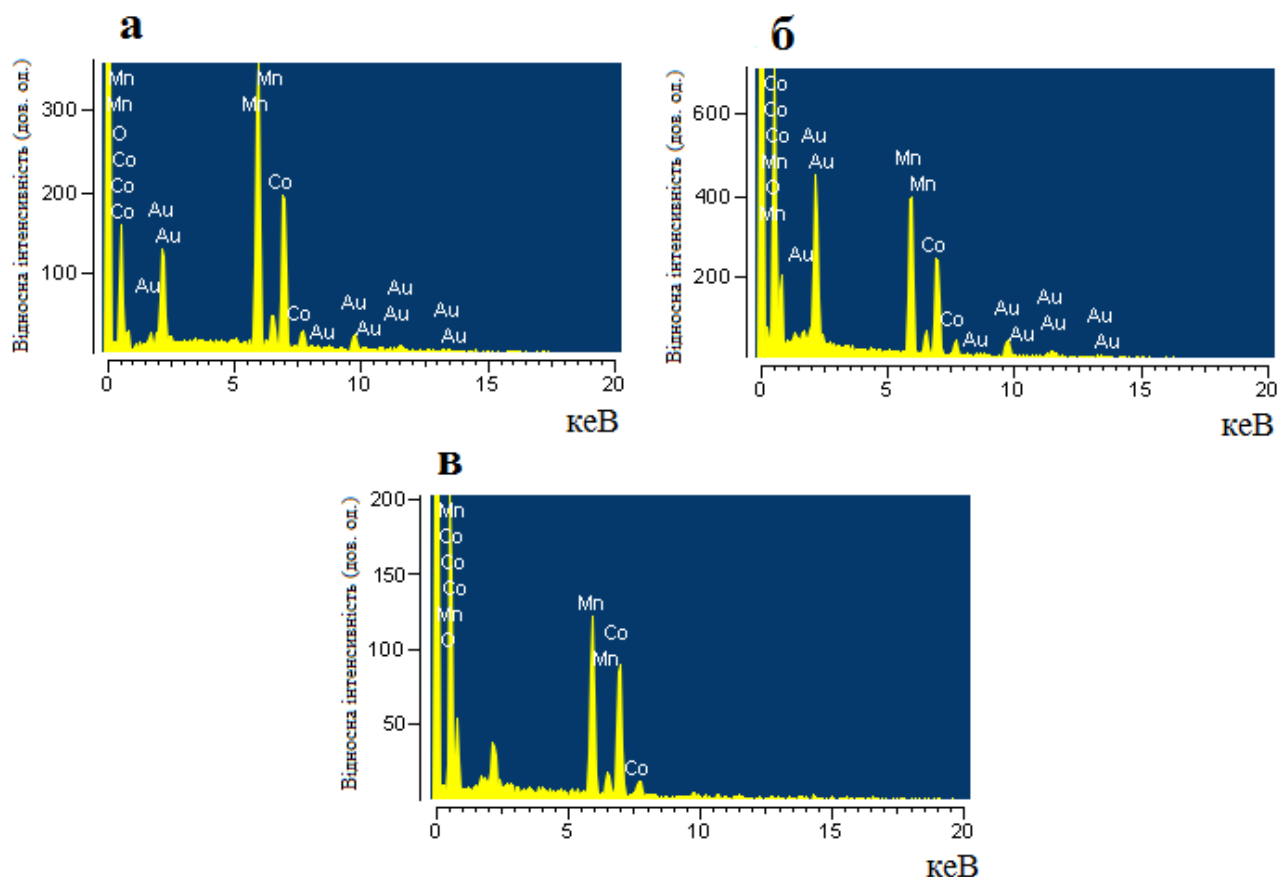 а
Відносна інтенсивність (дов. од.)
300
200
100
Mn
Mn
Mn
Mn
O
Co
Co
Co
Au
Au
Au
Co
Co
Au
Au
Au
Au
Au
Au
Au
0
5
10
15
20
кеВ
б
Відносна інтенсивність (дов. од.)
600
400
200
Co
Co
Co
Mn
O
Mn
Au
Au
Au
Mn
Mn
Co
Co
Au
Au
Au
Au
Au
Au
Au
0
5
10
15
20
кеВ
в
Відносна інтенсивність (дов. од.)
200
150
100
50
Mn
Co
Co
Co
Mn
O
Mn
Co
Mn
Co
0
5
10
15
20
кеВ